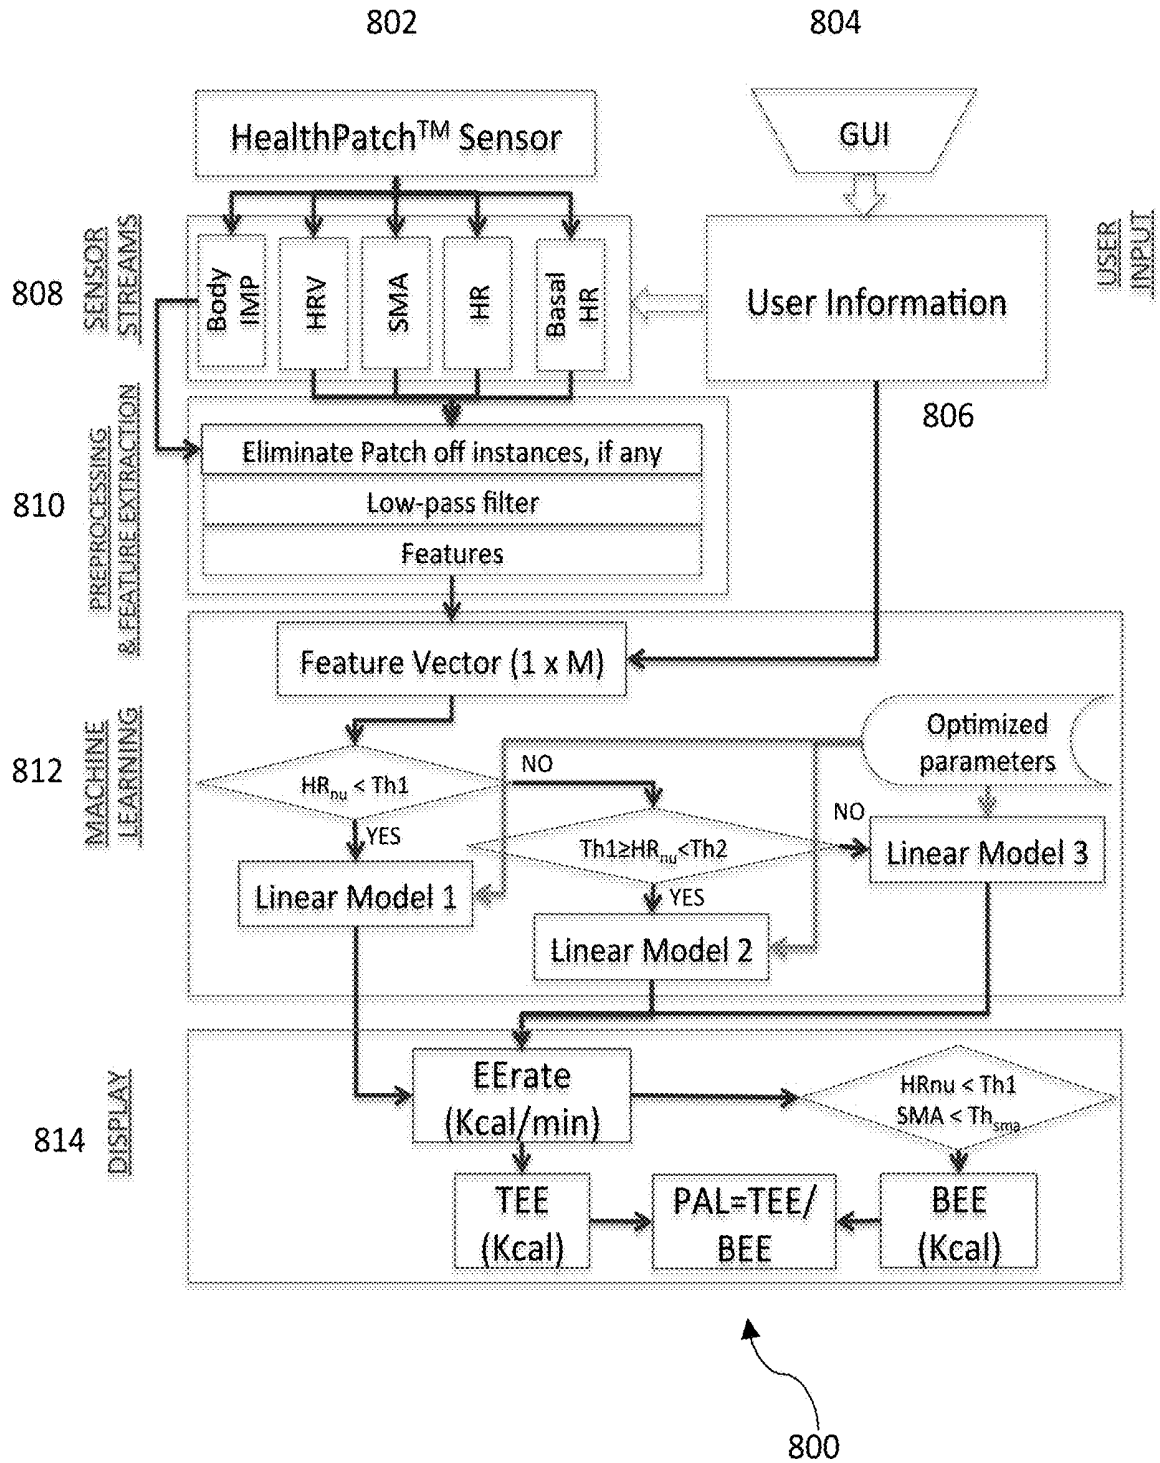 802
804
HealthPatch™ Sensor
GUI
808
SENSOR
STREAMS
Body
IMP
HRV
SMA
HR
Basal
HR
User Information
USER
INPUT
806
810
PREPROCESSING
& FEATURE EXTRACTION
Eliminate Patch off instances, if any
Low-pass filter
Features
Feature Vector (1 x M)
812
MACHINE
LEARNING
Optimized
parameters
HRnu < Th1
NO
YES
Th1≥HRnu<Th2
NO
YES
Linear Model 1
Linear Model 2
Linear Model 3
814
DISPLAY
EErate
(Kcal/min)
HRnu < Th1
SMA < Thsma
TEE
(Kcal)
PAL=TEE/
BEE
BEE
(Kcal)
800